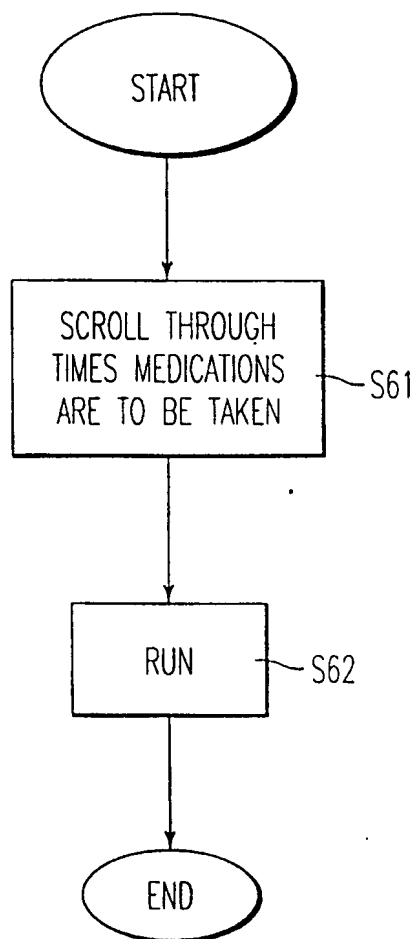 START
SCROLL THROUGH
TIMES MEDICATIONS
ARE TO BE TAKEN
S61
RUN
S62
END